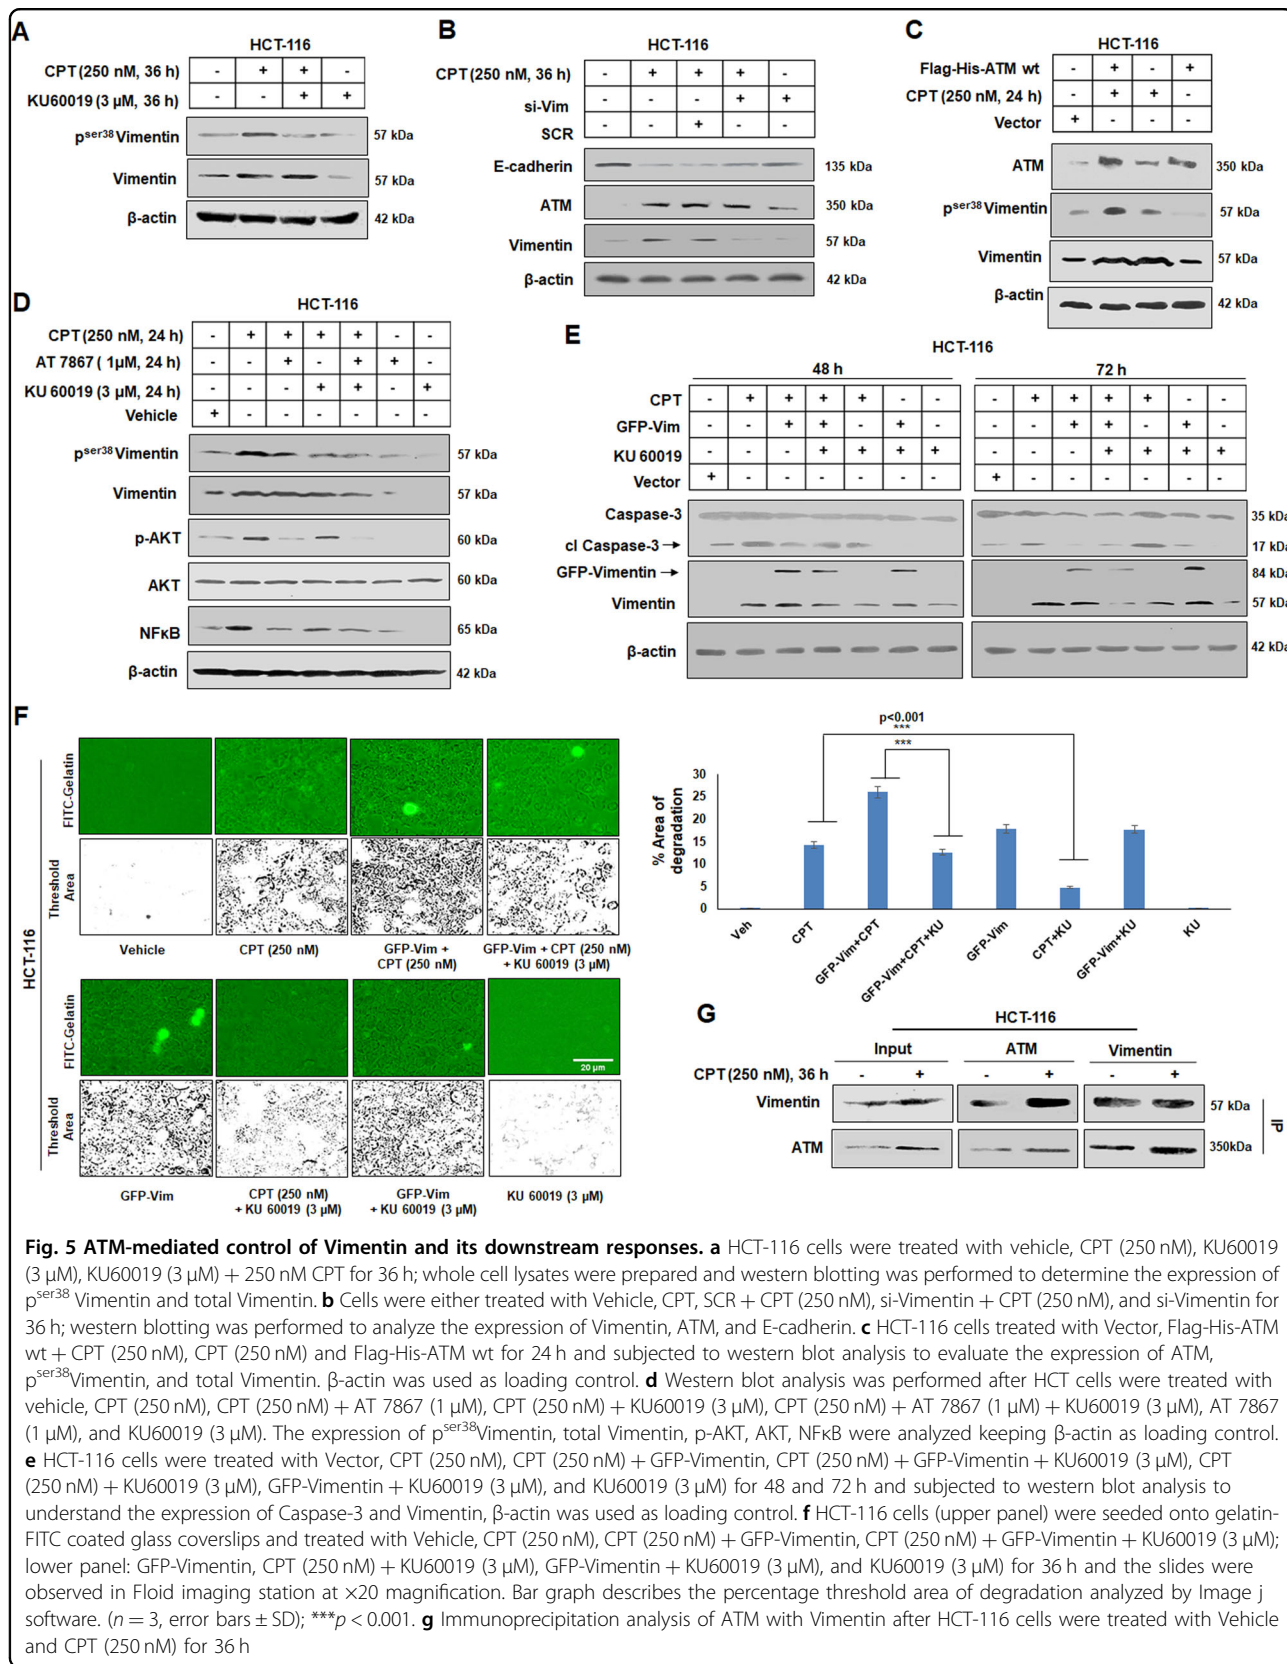 A
HCT-116
CPT (250 nM, 36 h) - + + -
KU60019 (3 µM, 36 h) - - + +
pser38 Vimentin 57 kDa
Vimentin 57 kDa
β-actin 42 kDa
B
HCT-116
CPT (250 nM, 36 h) - + + + -
si-Vim - - - + +
SCR - - + - -
E-cadherin 135 kDa
ATM 350 kDa
Vimentin 57 kDa
β-actin 42 kDa
C
HCT-116
Flag-His-ATM wt - + - +
CPT (250 nM, 24 h) - + + -
Vector + - - -
ATM 350 kDa
pser38 Vimentin 57 kDa
Vimentin 57 kDa
β-actin 42 kDa
D
HCT-116
CPT (250 nM, 24 h) - + + + + - -
AT 7867 ( 1µM, 24 h) - - + - + + -
KU 60019 (3 µM, 24 h) - - - + + - +
Vehicle + - - - - - -
pser38 Vimentin 57 kDa
Vimentin 57 kDa
p-AKT 60 kDa
AKT 60 kDa
NFκB 65 kDa
β-actin 42 kDa
E
HCT-116
48 h 72 h
CPT - + + + + - - - + + + + - -
GFP-Vim - - + + - + - - - + + - + -
KU 60019 - - - + + + + - - - + + + +
Vector + - - - - - - + - - - - - -
Caspase-3 35 kDa
cl Caspase-3 17 kDa
GFP-Vimentin 84 kDa
Vimentin 57 kDa
β-actin 42 kDa
F
HCT-116
FITC-Gelatin
Threshold Area
Vehicle
CPT (250 nM)
GFP-Vim + CPT (250 nM)
GFP-Vim + CPT (250 nM) + KU 60019 (3 µM)
FITC-Gelatin
20 µm
Threshold Area
GFP-Vim
CPT (250 nM) + KU 60019 (3 µM)
GFP-Vim + KU 60019 (3 µM)
KU 60019 (3 µM)
p<0.001
***
***
% Area of degradation
30
25
20
15
10
5
0
Veh
CPT
GFP-Vim+CPT
GFP-Vim+CPT+KU
GFP-Vim
CPT+KU
GFP-Vim+KU
KU
G
HCT-116
Input ATM Vimentin
CPT (250 nM), 36 h - + - + - +
Vimentin 57 kDa
ATM 350kDa
IP
Fig. 5 ATM-mediated control of Vimentin and its downstream responses. a HCT-116 cells were treated with vehicle, CPT (250 nM), KU60019
(3 µM), KU60019 (3 µM) + 250 nM CPT for 36 h; whole cell lysates were prepared and western blotting was performed to determine the expression of
pser38 Vimentin and total Vimentin. b Cells were either treated with Vehicle, CPT, SCR + CPT (250 nM), si-Vimentin + CPT (250 nM), and si-Vimentin for
36 h; western blotting was performed to analyze the expression of Vimentin, ATM, and E-cadherin. c HCT-116 cells treated with Vector, Flag-His-ATM
wt + CPT (250 nM), CPT (250 nM) and Flag-His-ATM wt for 24 h and subjected to western blot analysis to evaluate the expression of ATM,
pser38Vimentin, and total Vimentin. β-actin was used as loading control. d Western blot analysis was performed after HCT cells were treated with
vehicle, CPT (250 nM), CPT (250 nM) + AT 7867 (1 µM), CPT (250 nM) + KU60019 (3 µM), CPT (250 nM) + AT 7867 (1 µM) + KU60019 (3 µM), AT 7867
(1 µM), and KU60019 (3 µM). The expression of pser38Vimentin, total Vimentin, p-AKT, AKT, NFκB were analyzed keeping β-actin as loading control.
e HCT-116 cells were treated with Vector, CPT (250 nM), CPT (250 nM) + GFP-Vimentin, CPT (250 nM) + GFP-Vimentin + KU60019 (3 µM), CPT
(250 nM) + KU60019 (3 µM), GFP-Vimentin + KU60019 (3 µM), and KU60019 (3 µM) for 48 and 72 h and subjected to western blot analysis to
understand the expression of Caspase-3 and Vimentin, β-actin was used as loading control. f HCT-116 cells (upper panel) were seeded onto gelatin-
FITC coated glass coverslips and treated with Vehicle, CPT (250 nM), CPT (250 nM) + GFP-Vimentin, CPT (250 nM) + GFP-Vimentin + KU60019 (3 µM);
lower panel: GFP-Vimentin, CPT (250 nM) + KU60019 (3 µM), GFP-Vimentin + KU60019 (3 µM), and KU60019 (3 µM) for 36 h and the slides were
observed in Floid imaging station at ×20 magnification. Bar graph describes the percentage threshold area of degradation analyzed by Image j
software. (n = 3, error bars ± SD); ***p < 0.001. g Immunoprecipitation analysis of ATM with Vimentin after HCT-116 cells were treated with Vehicle
and CPT (250 nM) for 36 h